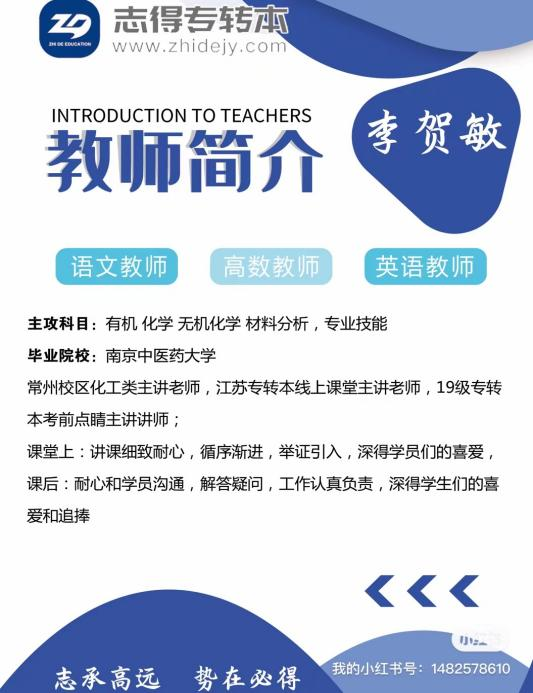 ZD
ZHI DE EDUCATION
志得专转本
www.zhidejy.com
INTRODUCTION TO TEACHERS
教师简介
李贺敏
语文教师
高数教师
英语教师
主攻科目：有机 化学 无机化学 材料分析，专业技能
毕业院校：南京中医药大学
常州校区化工类主讲老师，江苏专转本线上课堂主讲老师，19级专转
本考前点睛主讲讲师；
课堂上：讲课细致耐心，循序渐进，举证引入，深得学员们的喜爱，
课后：耐心和学员沟通，解答疑问，工作认真负责，深得学生们的喜
爱和追捧
志承高远 势在必得
我的小红书号：1482578610